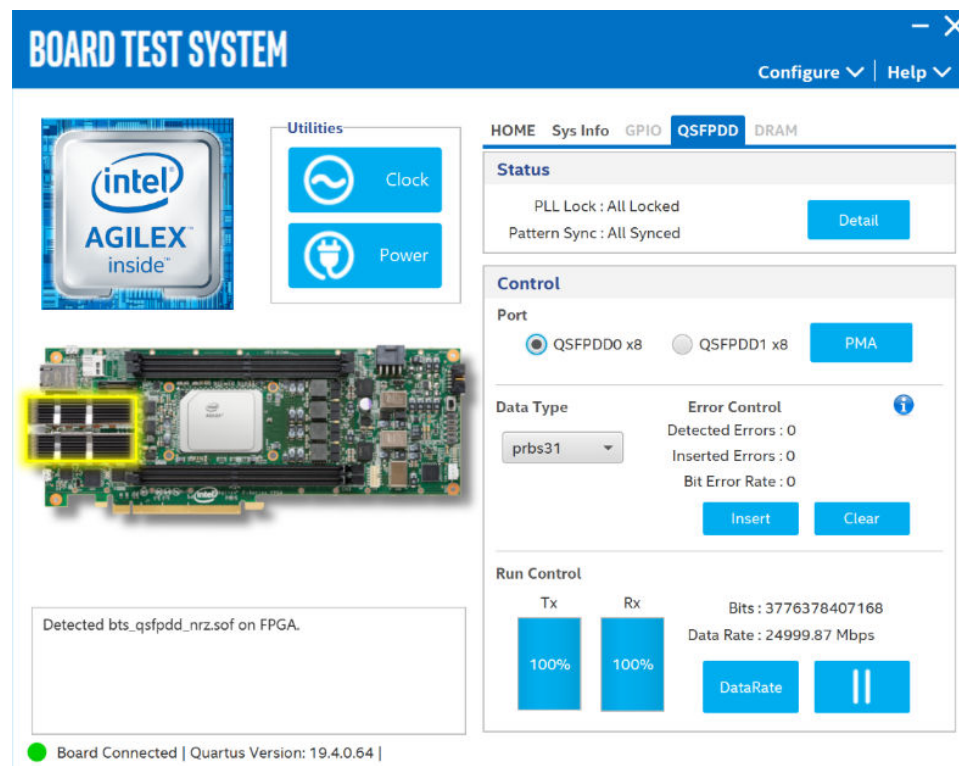 BOARD TEST SYSTEM
Configure
Help
intel
AGILEX™
inside™
Utilities
Clock
Power
HOME
Sys Info
GPIO
QSFPDD
DRAM
Status
PLL Lock : All Locked
Pattern Sync : All Synced
Detail
Control
Port
QSFPDD0 x8
QSFPDD1 x8
PMA
Data Type
prbs31
Error Control
Detected Errors : 0
Inserted Errors : 0
Bit Error Rate : 0
Insert
Clear
Run Control
Tx
Rx
100%
100%
Bits : 3776378407168
Data Rate : 24999.87 Mbps
DataRate
Detected bts_qsfpdd_nrz.sof on FPGA.
Board Connected | Quartus Version: 19.4.0.64 |